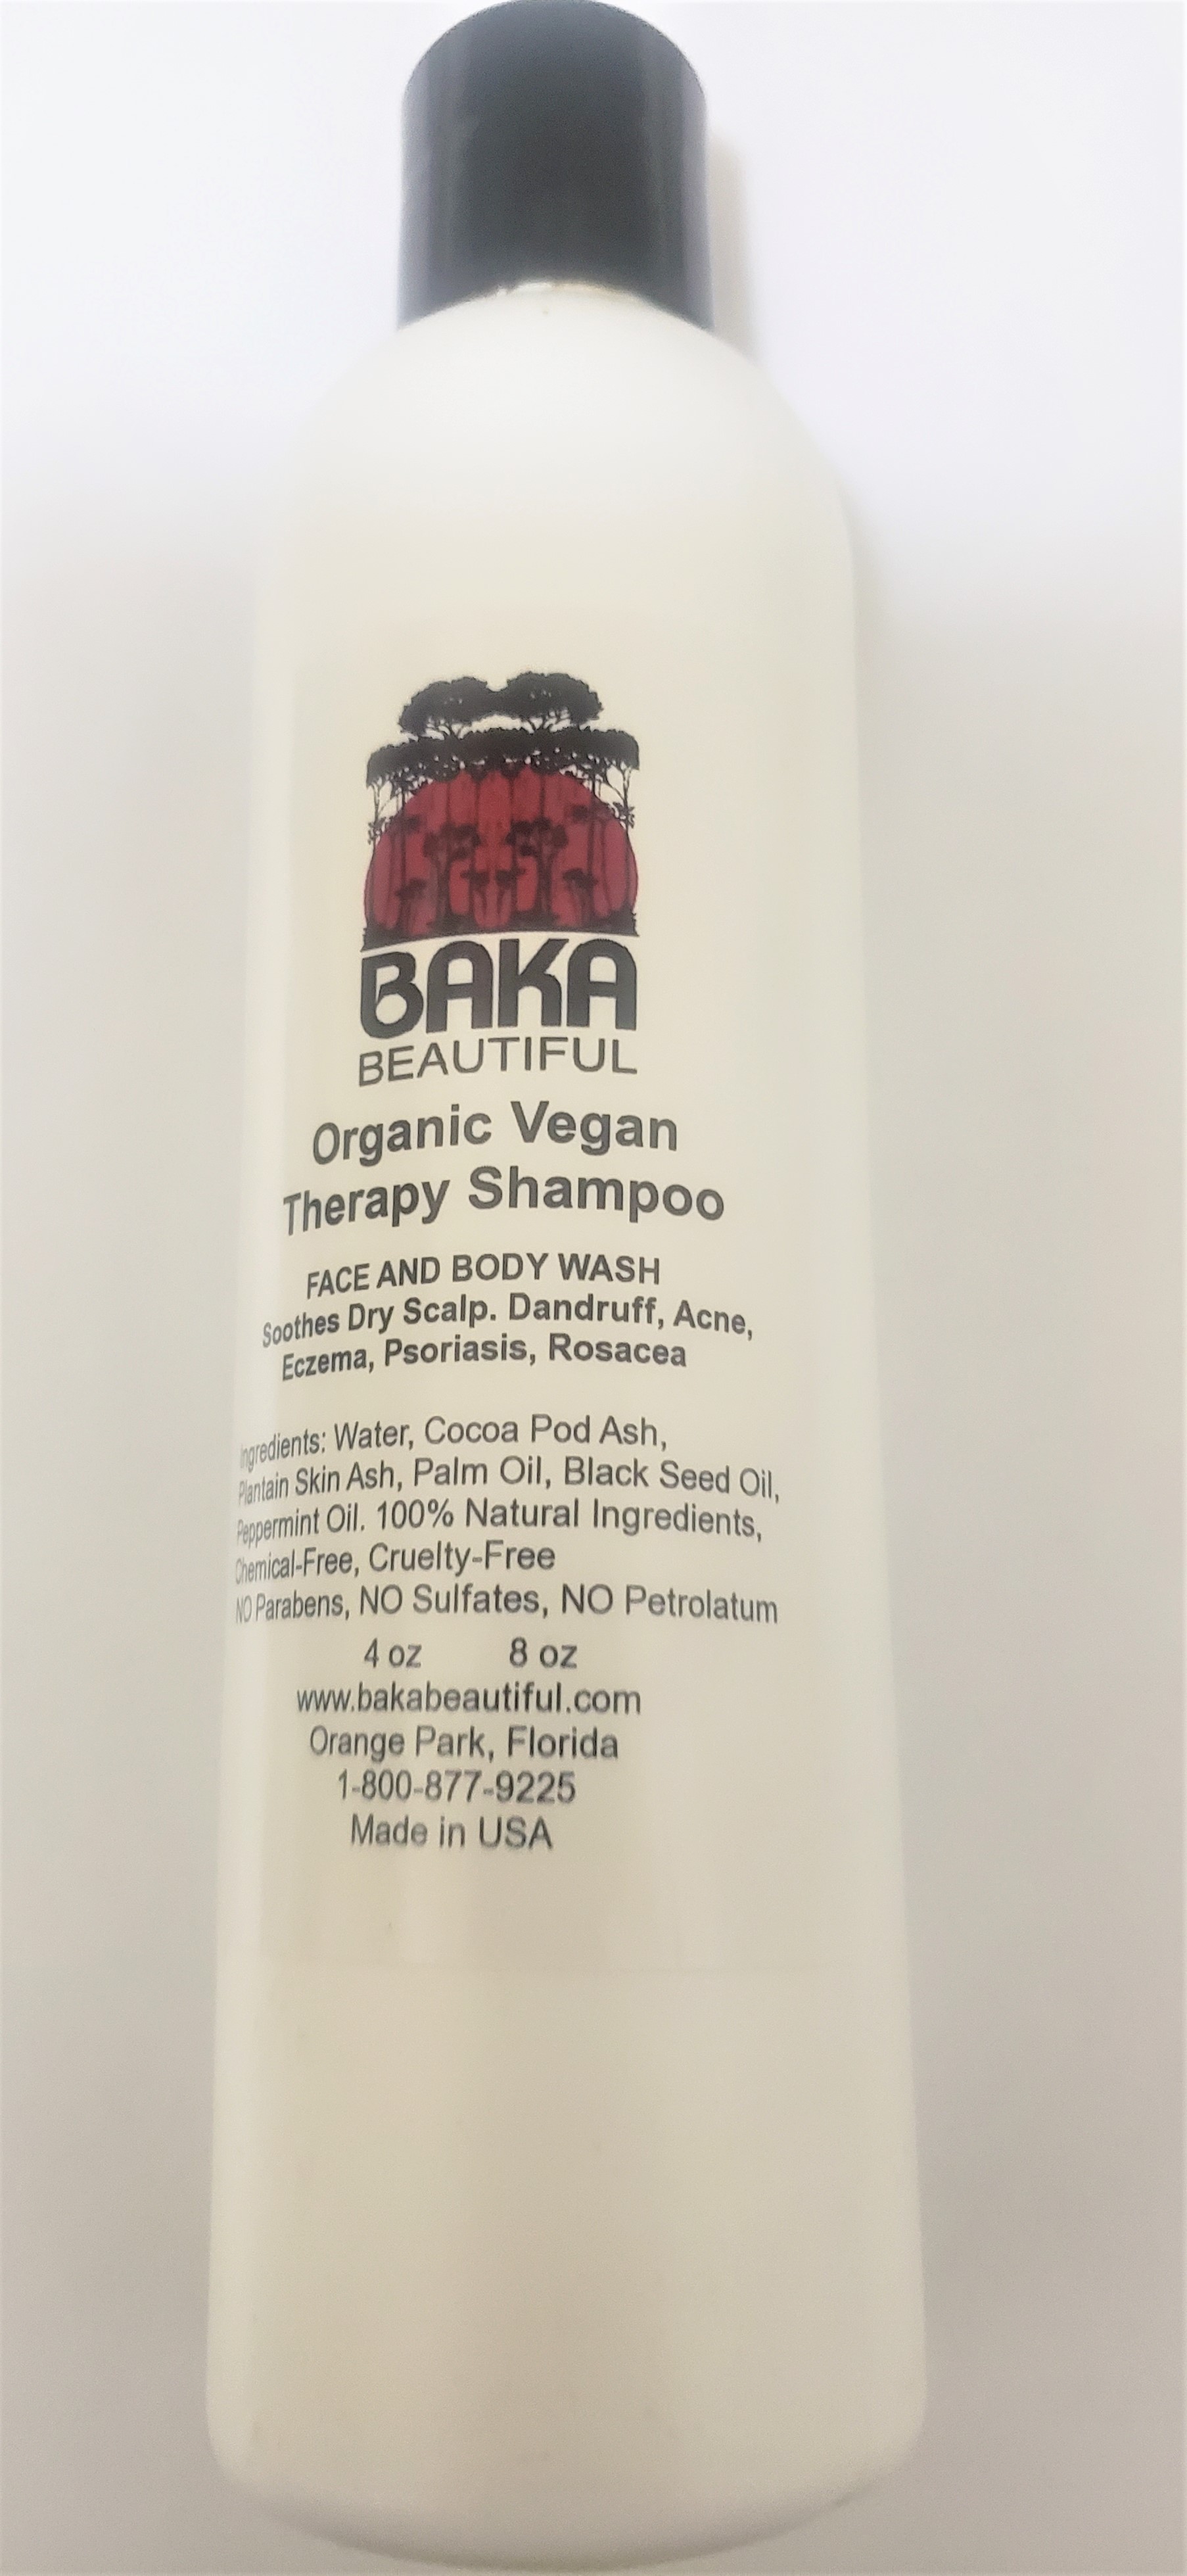 BAKA
BEAUTIFUL
Organic Vegan
Therapy Shampoo
FACE AND BODY WASH
Soothes Dry Scalp. Dandruff, Acne,
Eczema, Psoriasis, Rosacea
Ingredients: Water, Cocoa Pod Ash,
Plantain Skin Ash, Palm Oil, Black Seed Oil,
Peppermint Oil. 100% Natural Ingredients,
Chemical-Free, Cruelty-Free
NO Parabens, NO Sulfates, NO Petrolatum
4 oz 8 oz
www.bakabeautiful.com
Orange Park, Florida
1-800-877-9225
Made in USA